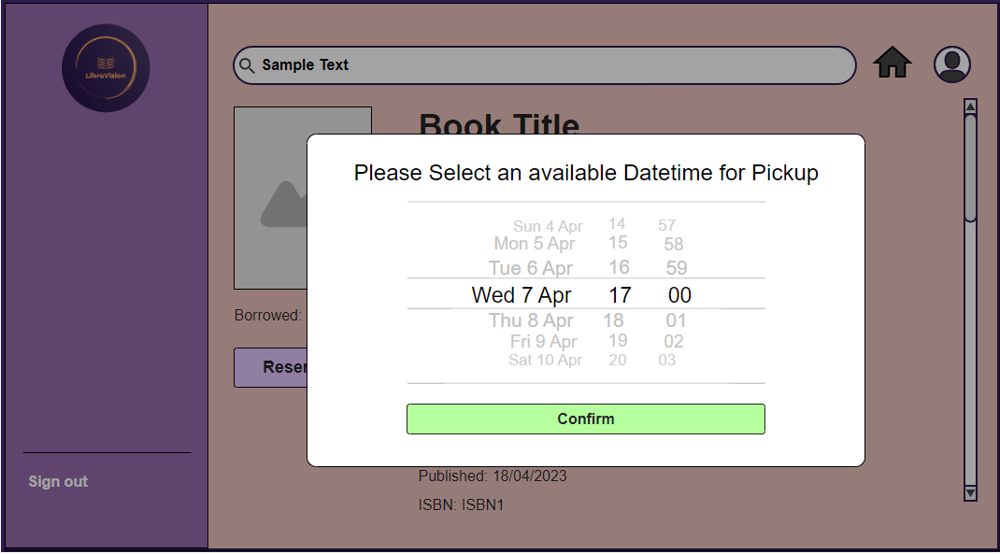 LibraVision
Sample Text
Book Title
Please Select an available Datetime for Pickup
Sun 4 Apr 14 57
Mon 5 Apr 15 58
Tue 6 Apr 16 59
Wed 7 Apr 17 00
Thu 8 Apr 18 01
Fri 9 Apr 19 02
Sat 10 Apr 20 03
Borrowed:
Reser
Confirm
Published: 18/04/2023
Sign out
ISBN: ISBN1